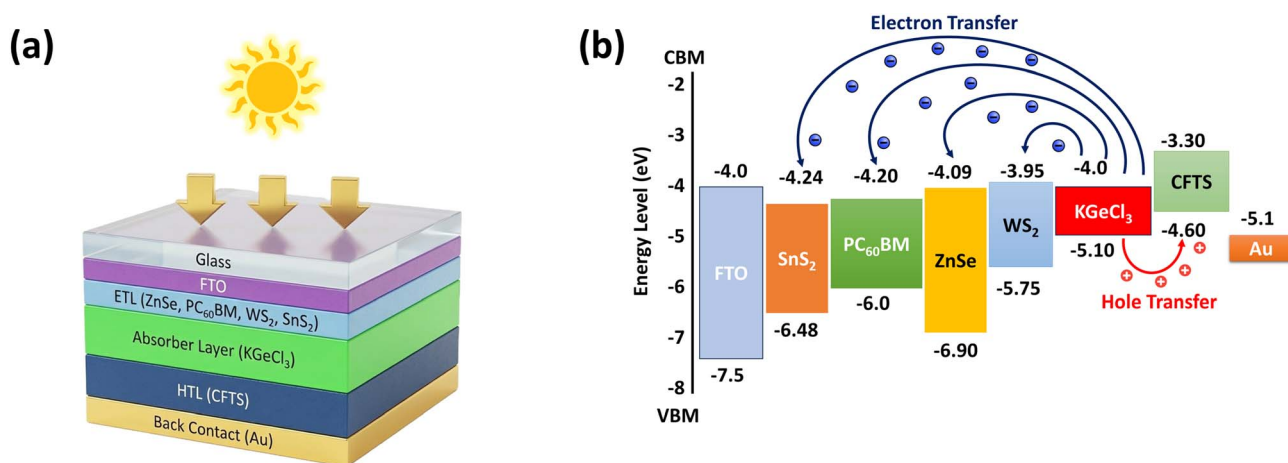 (a)
Glass
FTO
ETL (ZnSe, PC₆₀BM, WS₂, SnS₂)
Absorber Layer (KGeCl₃)
HTL (CFTS)
Back Contact (Au)
(b)
Electron Transfer
CBM
Energy Level (eV)
-2
-3
-4
-5
-6
-7
-8
VBM
-4.0
FTO
-7.5
-4.24
SnS₂
-6.48
-4.20
PC₆₀BM
-6.0
-4.09
ZnSe
-6.90
-3.95
WS₂
-5.75
-4.0
KGeCl₃
-5.10
-3.30
CFTS
-4.60
-5.1
Au
Hole Transfer